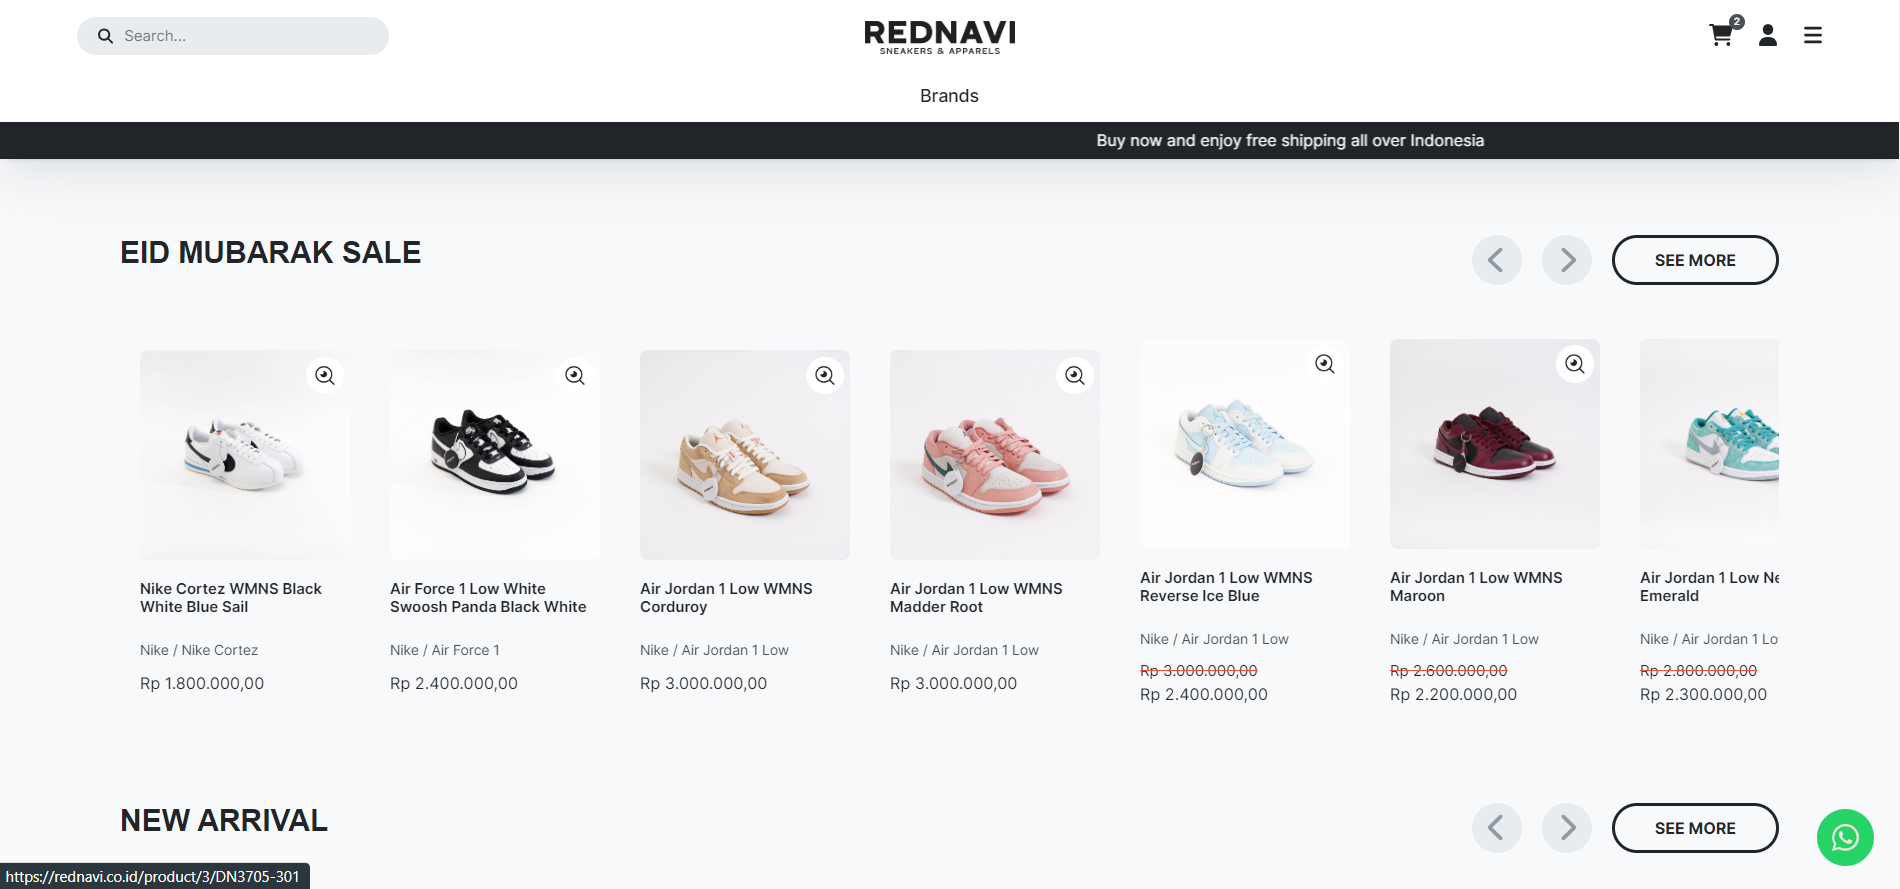 Search...
REDNAVI
SNEAKERS & APPARELS
2
Brands
Buy now and enjoy free shipping all over Indonesia
EID MUBARAK SALE
SEE MORE
Nike Cortez WMNS Black
White Blue Sail
Nike / Nike Cortez
Rp 1.800.000,00
Air Force 1 Low White
Swoosh Panda Black White
Nike / Air Force 1
Rp 2.400.000,00
Air Jordan 1 Low WMNS
Corduroy
Nike / Air Jordan 1 Low
Rp 3.000.000,00
Air Jordan 1 Low WMNS
Madder Root
Nike / Air Jordan 1 Low
Rp 3.000.000,00
Air Jordan 1 Low WMNS
Reverse Ice Blue
Nike / Air Jordan 1 Low
Rp 3.000.000,00
Rp 2.400.000,00
Air Jordan 1 Low WMNS
Maroon
Nike / Air Jordan 1 Low
Rp 2.600.000,00
Rp 2.200.000,00
Air Jordan 1 Low
Emerald
Nike / Air Jordan 1
Rp 2.800.000,00
Rp 2.300.000,00
NEW ARRIVAL
SEE MORE
https://rednavi.co.id/product/3/DN3705-301